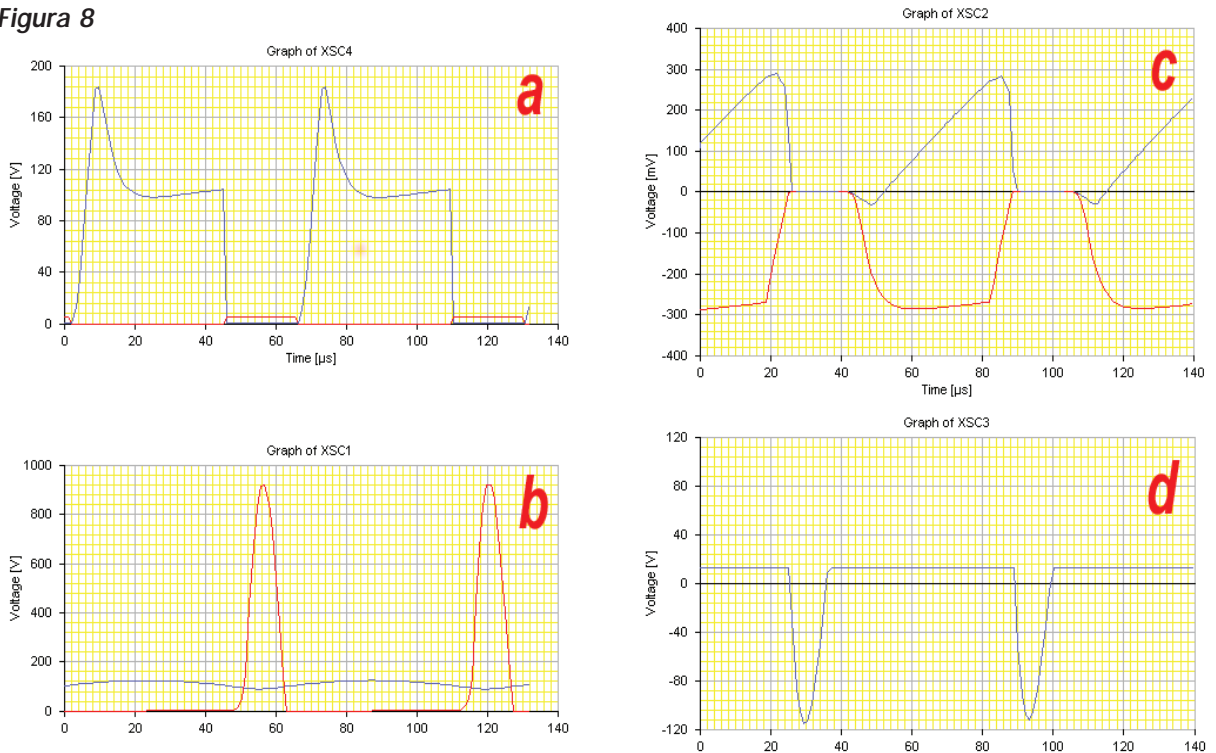 Figura 8
Graph of XSC4
a
Voltage [V]
200
160
120
80
40
0
0 20 40 60 80 100 120 140
Time [µs]
Graph of XSC2
c
Voltage [mV]
400
300
200
100
0
-100
-200
-300
-400
0 20 40 60 80 100 120 140
Time [µs]
Graph of XSC1
b
Voltage [V]
1000
800
600
400
200
0
0 20 40 60 80 100 120 140
Graph of XSC3
d
Voltage [V]
120
80
40
0
-40
-80
-120
0 20 40 60 80 100 120 140